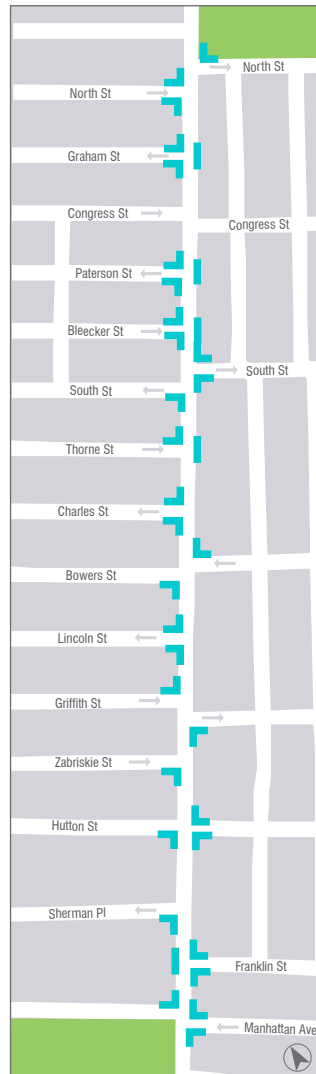 North St
North St
Graham St
Congress St
Congress St
Paterson St
Bleecker St
South St
South St
Thorne St
Charles St
Bowers St
Lincoln St
Griffith St
Zabriskie St
Hutton St
Sherman Pl
Franklin St
Manhattan Ave